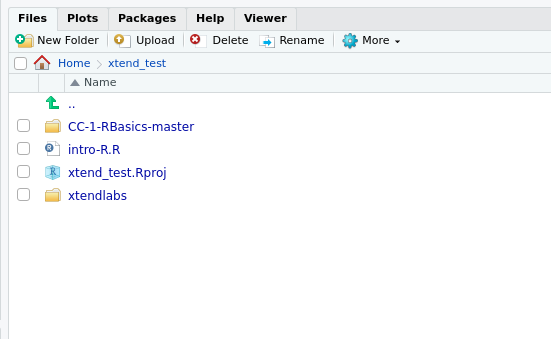 Files Plots Packages Help Viewer
New Folder Upload Delete Rename More
Home xtend_test
Name
..
CC-1-RBasics-master
intro-R.R
xtend_test.Rproj
xtendlabs